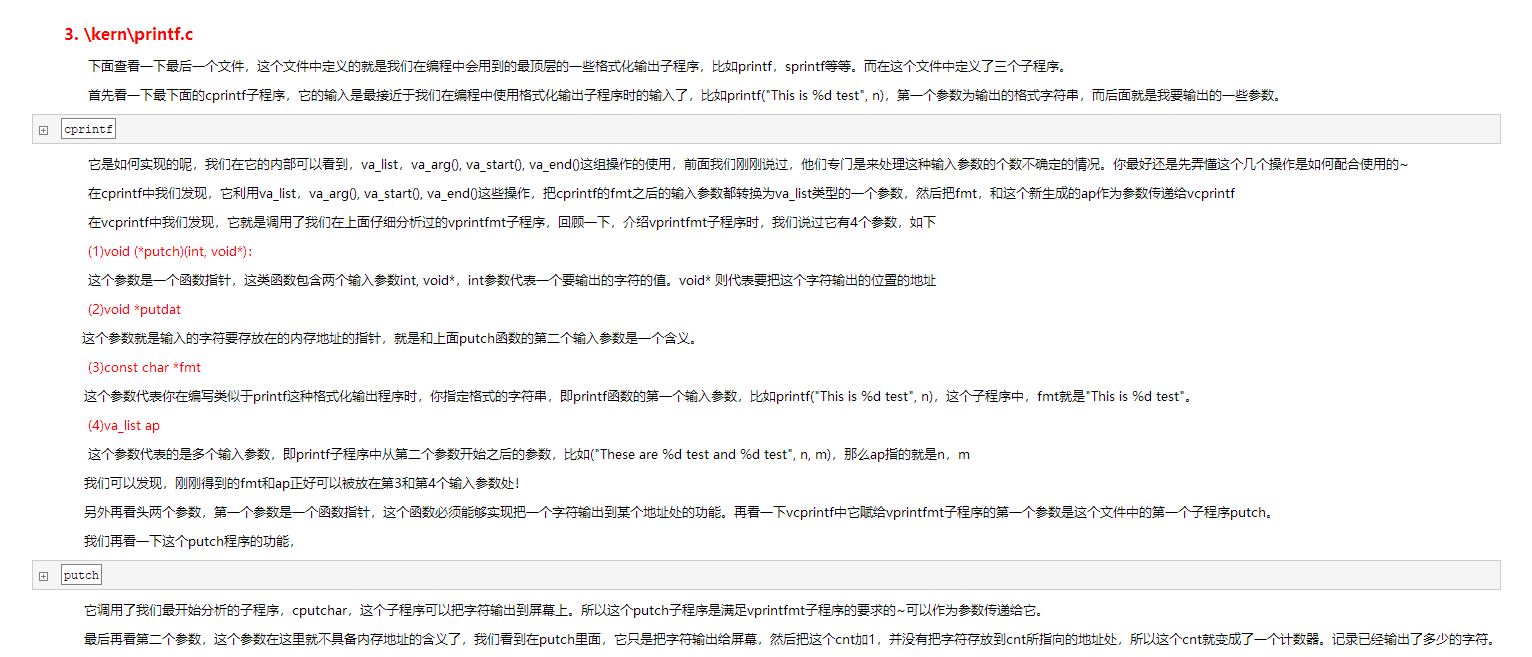 3. \kern\printf.c
下面查看一下最后一个文件，这个文件中定义的就是我们在编程中会用到的最顶层的一些格式化输出子程序，比如printf，sprintf等等。而在这个文件中定义了三个子程序。
首先看一下最下面的cprintf子程序，它的输入是最接近于我们在编程中使用格式化输出子程序时的输入了，比如printf("This is %d test", n)，第一个参数为输出的格式字符串，而后面就是我要输出的一些参数。
cprintf
它是如何实现的呢，我们在它的内部可以看到，va_list，va_arg(), va_start(), va_end()这组操作的使用，前面我们刚刚说过，他们专门是来处理这种输入参数的个数不确定的情况。你最好还是先弄懂这个几个操作是如何配合使用的~
在cprintf中我们发现，它利用va_list，va_arg(), va_start(), va_end()这些操作，把cprintf的fmt之后的输入参数都转换为va_list类型的一个参数，然后把fmt，和这个新生成的ap作为参数传递给vcprintf
在vcprintf中我们发现，它就是调用了我们在上面仔细分析过的vprintfmt子程序，回顾一下，介绍vprintfmt子程序时，我们说过它有4个参数，如下
(1)void (*putch)(int, void*):
这个参数是一个函数指针，这类函数包含两个输入参数int, void*，int参数代表一个要输出的字符的值。void* 则代表要把这个字符输出的位置的地址
(2)void *putdat
这个参数就是输入的字符要存放在的内存地址的指针，就是和上面putch函数的第二个输入参数是一个含义。
(3)const char *fmt
这个参数代表你在编写类似于printf这种格式化输出程序时，你指定格式的字符串，即printf函数的第一个输入参数，比如printf("This is %d test", n)，这个子程序中，fmt就是"This is %d test"。
(4)va_list ap
这个参数代表的是多个输入参数，即printf子程序中从第二个参数开始之后的参数，比如("These are %d test and %d test", n, m)，那么ap指的就是n，m
我们可以发现，刚刚得到的fmt和ap正好可以被放在第3和第4个输入参数处！
另外再看头两个参数，第一个参数是一个函数指针，这个函数必须能够实现把一个字符输出到某个地址处的功能。再看一下vcprintf中它赋给vprintfmt子程序的第一个参数是这个文件中的第一个子程序putch。
我们再看一下这个putch程序的功能，
putch
它调用了我们最开始分析的子程序，cputchar，这个子程序可以把字符输出到屏幕上。所以这个putch子程序是满足vprintfmt子程序的要求的~可以作为参数传递给它。
最后再看第二个参数，这个参数在这里就不具备内存地址的含义了，我们看到在putch里面，它只是把字符输出给屏幕，然后把这个cnt加1，并没有把字符存放到cnt所指向的地址处，所以这个cnt就变成了一个计数器。记录已经输出了多少的字符。